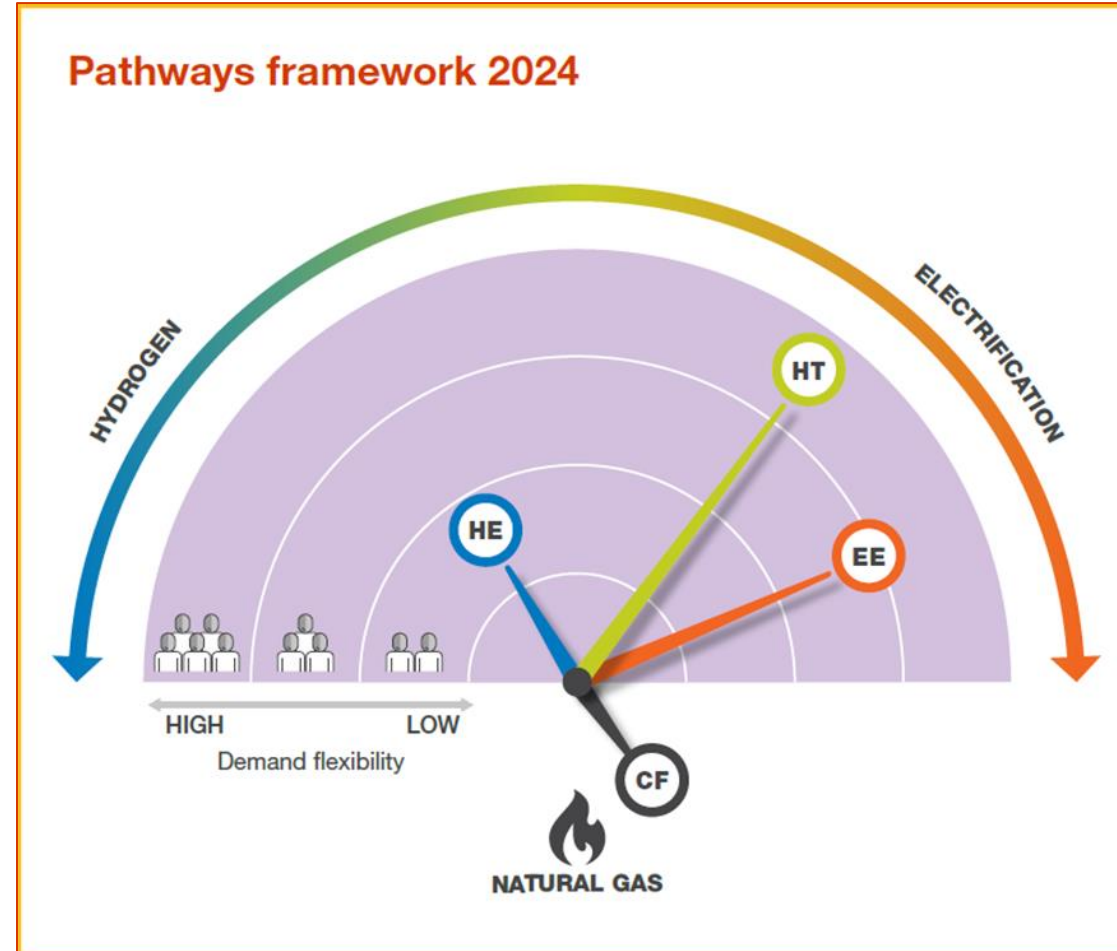 Pathways framework 2024
HYDROGEN
ELECTRIFICATION
HT
HE
EE
HIGH
LOW
Demand flexibility
CF
NATURAL GAS